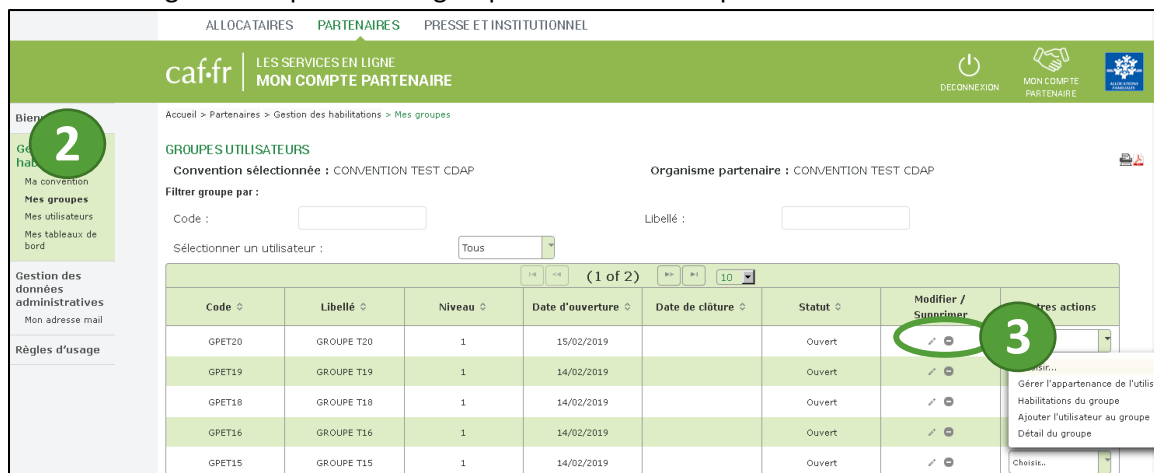 ALLOCATAIRES PARTENAIRES PRESSE ET INSTITUTIONNEL
caf.fr LES SERVICES EN LIGNE
MON COMPTE PARTENAIRE
DECONNEXION
MON COMPTE
PARTENAIRE
ALLOCATIONS
FAMILIALES
2
Ma convention
Mes groupes
Mes utilisateurs
Mes tableaux de
bord
Gestion des
données
administratives
Mon adresse mail
Règles d'usage
Accueil > Partenaires > Gestion des habilitations > Mes groupes
GROUPES UTILISATEURS
Convention sélectionnée : CONVENTION TEST CDAP Organisme partenaire : CONVENTION TEST CDAP
Filtrer groupe par :
Code : Libellé :
Sélectionner un utilisateur : Tous
(1 of 2) 10
Code Libellé Niveau Date d'ouverture Date de clôture Statut Modifier /
Supprimer actions
GPET20 GROUPE T20 1 15/02/2019 Ouvert
3
GPET19 GROUPE T19 1 14/02/2019 Ouvert
GPET18 GROUPE T18 1 14/02/2019 Ouvert
GPET16 GROUPE T16 1 14/02/2019 Ouvert
GPET15 GROUPE T15 1 14/02/2019 Ouvert Choisir...
Gérer l'appartenance de l'utilis
Habilitations du groupe
Ajouter l'utilisateur au groupe
Détail du groupe